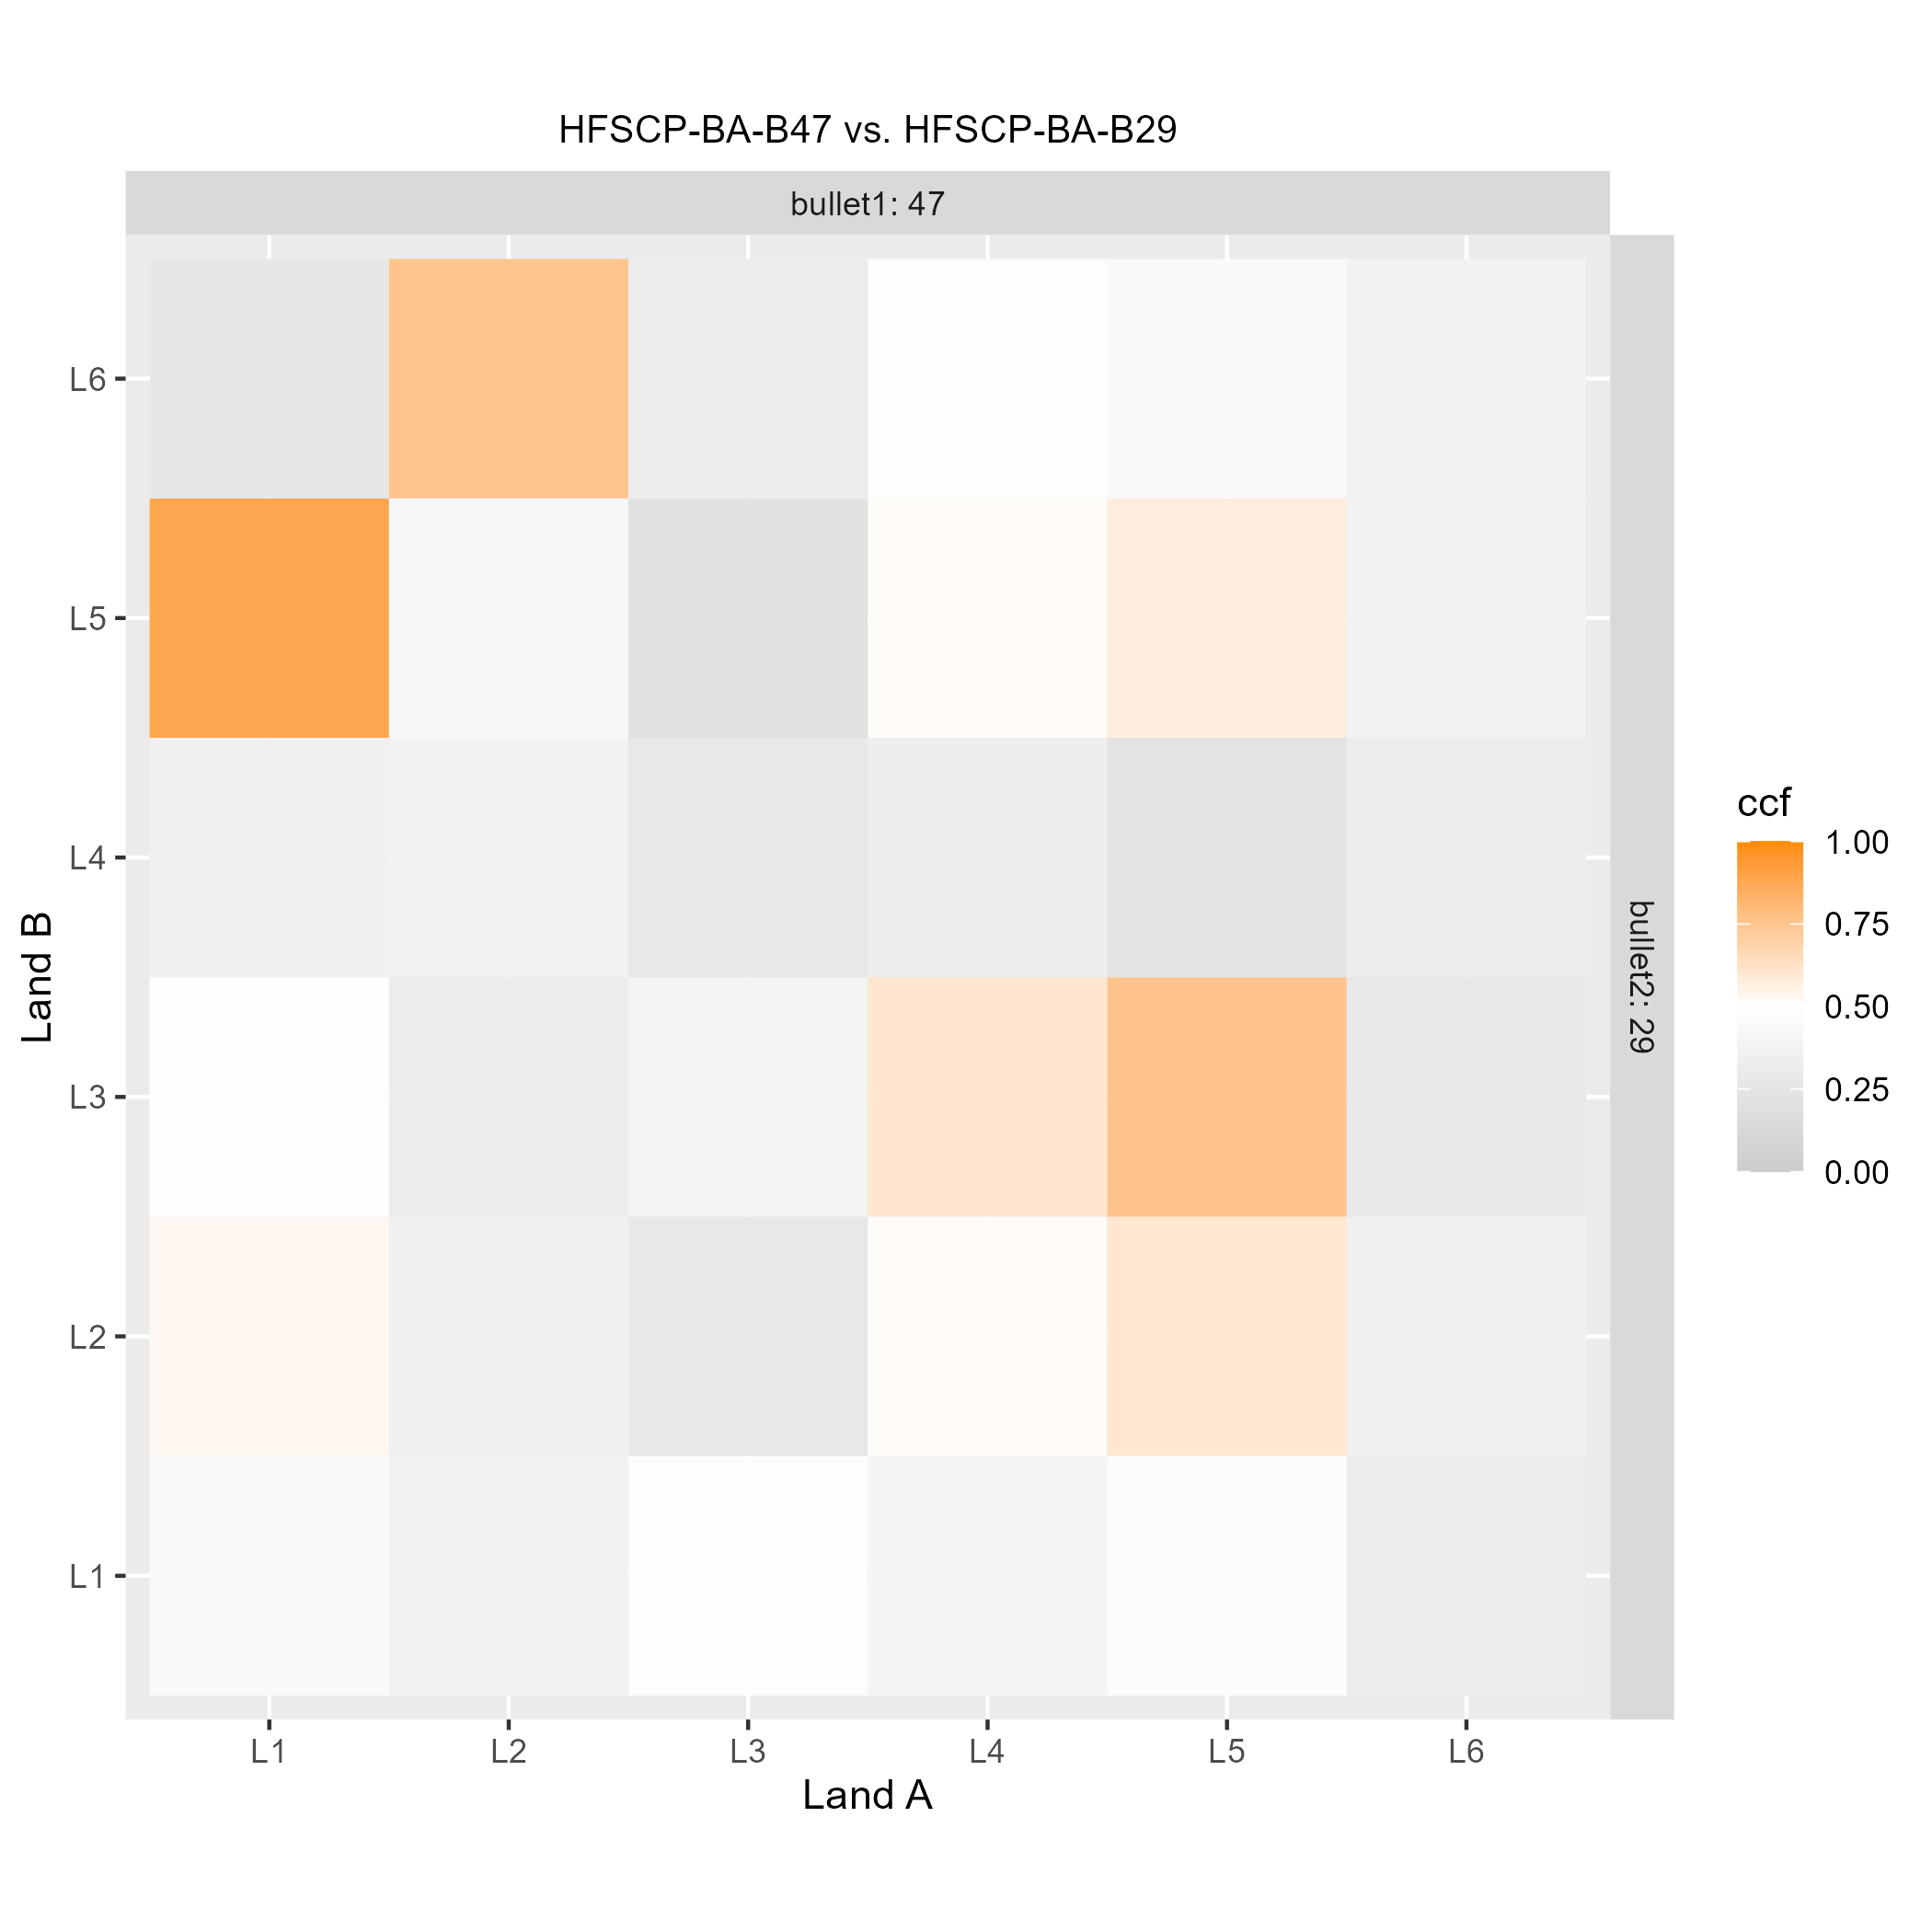 HFSCP-BA-B47 vs. HFSCP-BA-B29
bullet1: 47
L6
L5
L4
L3
L2
L1
Land B
bullet2: 29
L1 L2 L3 L4 L5 L6
Land A
ccf
1.00
0.75
0.50
0.25
0.00